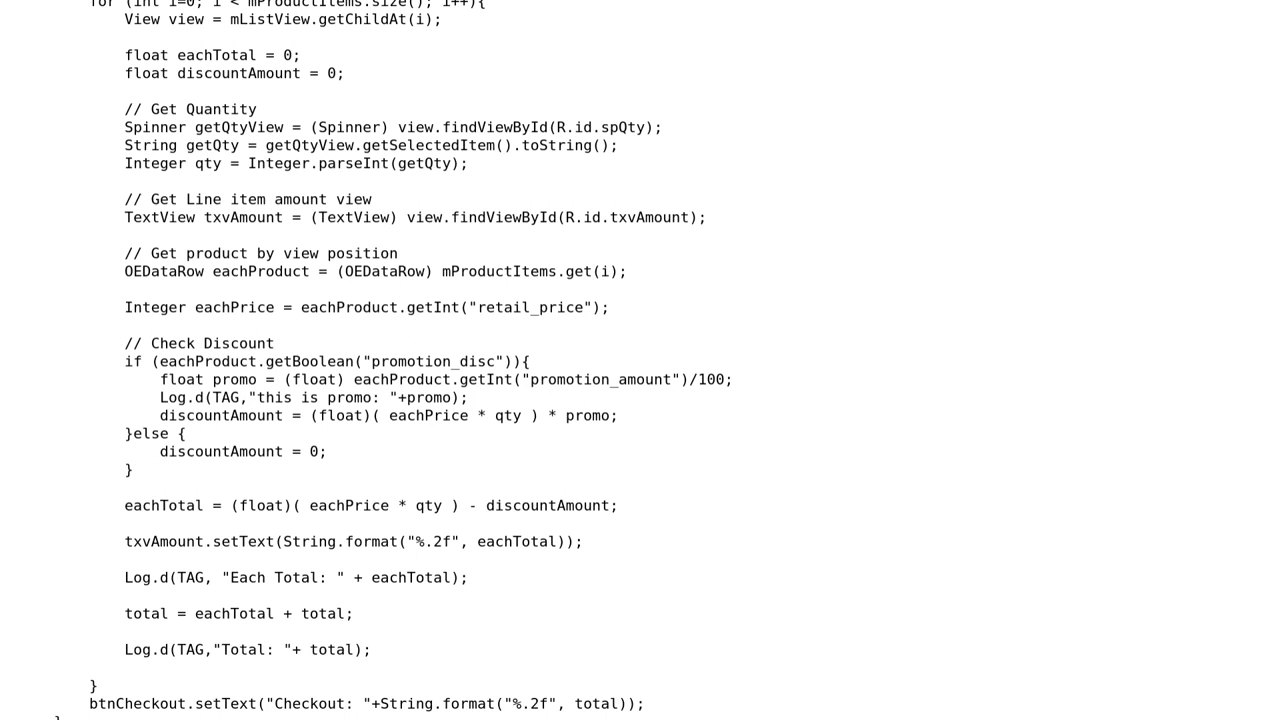 for (int i=0; i < mProductItems.size(); i++){
View view = mListView.getChildAt(i);
float eachTotal = 0;
float discountAmount = 0;
// Get Quantity
Spinner getQtyView = (Spinner) view.findViewById(R.id.spQty);
String getQty = getQtyView.getSelectedItem().toString();
Integer qty = Integer.parseInt(getQty);
// Get Line item amount view
TextView txvAmount = (TextView) view.findViewById(R.id.txvAmount);
// Get product by view position
OEDataRow eachProduct = (OEDataRow) mProductItems.get(i);
Integer eachPrice = eachProduct.getInt("retail_price");
// Check Discount
if (eachProduct.getBoolean("promotion_disc")){
float promo = (float) eachProduct.getInt("promotion_amount")/100;
Log.d(TAG,"this is promo: "+promo);
discountAmount = (float)( eachPrice * qty ) * promo;
}else {
discountAmount = 0;
}
eachTotal = (float)( eachPrice * qty ) - discountAmount;
txvAmount.setText(String.format("%.2f", eachTotal));
Log.d(TAG, "Each Total: " + eachTotal);
total = eachTotal + total;
Log.d(TAG,"Total: "+ total);
}
btnCheckout.setText("Checkout: "+String.format("%.2f", total));
}